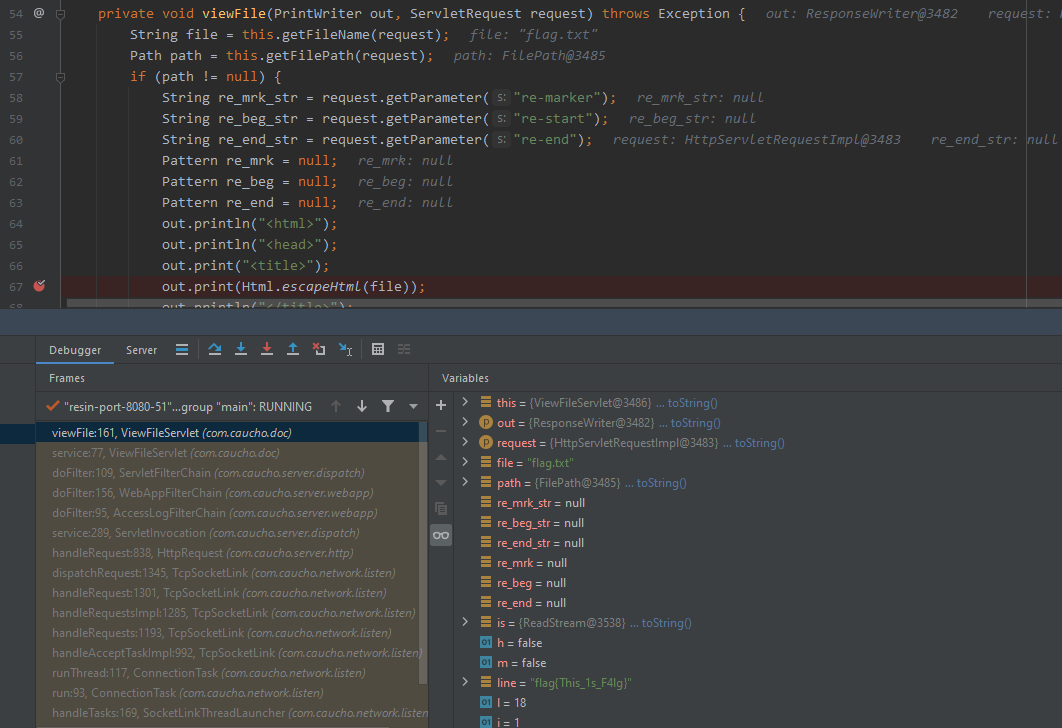 54 @ private void viewFile(PrintWriter out, ServletRequest request) throws Exception { out: ResponseWriter@3482 request:
55 String file = this.getFileName(request); file: "flag.txt"
56 Path path = this.getFilePath(request); path: FilePath@3485
57 if (path != null) {
58 String re_mrk_str = request.getParameter( s: "re-marker"); re_mrk_str: null
59 String re_beg_str = request.getParameter( s: "re-start"); re_beg_str: null
60 String re_end_str = request.getParameter( s: "re-end"); request: HttpServletRequestImpl@3483 re_end_str: null
61 Pattern re_mrk = null; re_mrk: null
62 Pattern re_beg = null; re_beg: null
63 Pattern re_end = null; re_end: null
64 out.println("<html>");
65 out.println("<head>");
66 out.print("<title>");
67 out.print(Html.escapeHtml(file));
68 out.println("</title>");
Debugger Server
Frames
"resin-port-8080-51"...group "main": RUNNING
viewFile:161, ViewFileServlet (com.caucho.doc)
service:77, ViewFileServlet (com.caucho.doc)
doFilter:109, ServletFilterChain (com.caucho.server.dispatch)
doFilter:156, WebAppFilterChain (com.caucho.server.webapp)
doFilter:95, AccessLogFilterChain (com.caucho.server.webapp)
service:289, ServletInvocation (com.caucho.server.dispatch)
handleRequest:838, HttpRequest (com.caucho.server.http)
dispatchRequest:1345, TcpSocketLink (com.caucho.network.listen)
handleRequest:1301, TcpSocketLink (com.caucho.network.listen)
handleRequestsImpl:1285, TcpSocketLink (com.caucho.network.listen)
handleRequests:1193, TcpSocketLink (com.caucho.network.listen)
handleAcceptTaskImpl:992, TcpSocketLink (com.caucho.network.listen)
runThread:117, ConnectionTask (com.caucho.network.listen)
run:93, ConnectionTask (com.caucho.network.listen)
handleTasks:169, SocketLinkThreadLauncher (com.caucho.network.listen
Variables
this = {ViewFileServlet@3486} ... toString()
out = {ResponseWriter@3482} ... toString()
request = {HttpServletRequestImpl@3483} ... toString()
file = "flag.txt"
path = {FilePath@3485} ... toString()
re_mrk_str = null
re_beg_str = null
re_end_str = null
re_mrk = null
re_beg = null
re_end = null
is = {ReadStream@3538} ... toString()
h = false
m = false
line = "flag{This_1s_F4lg}"
l = 18
i = 1